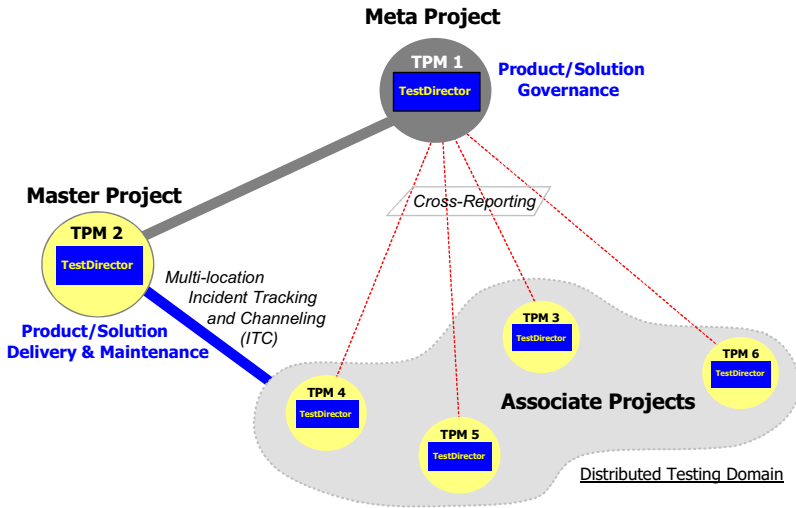 Meta Project
TPM 1
TestDirector
Product/Solution
Governance
Cross-Reporting
Master Project
TPM 2
TestDirector
Product/Solution
Delivery & Maintenance
Multi-location
Incident Tracking
and Channeling
(ITC)
TPM 3
TestDirector
TPM 6
TestDirector
TPM 4
TestDirector
Associate Projects
TPM 5
TestDirector
Distributed Testing Domain